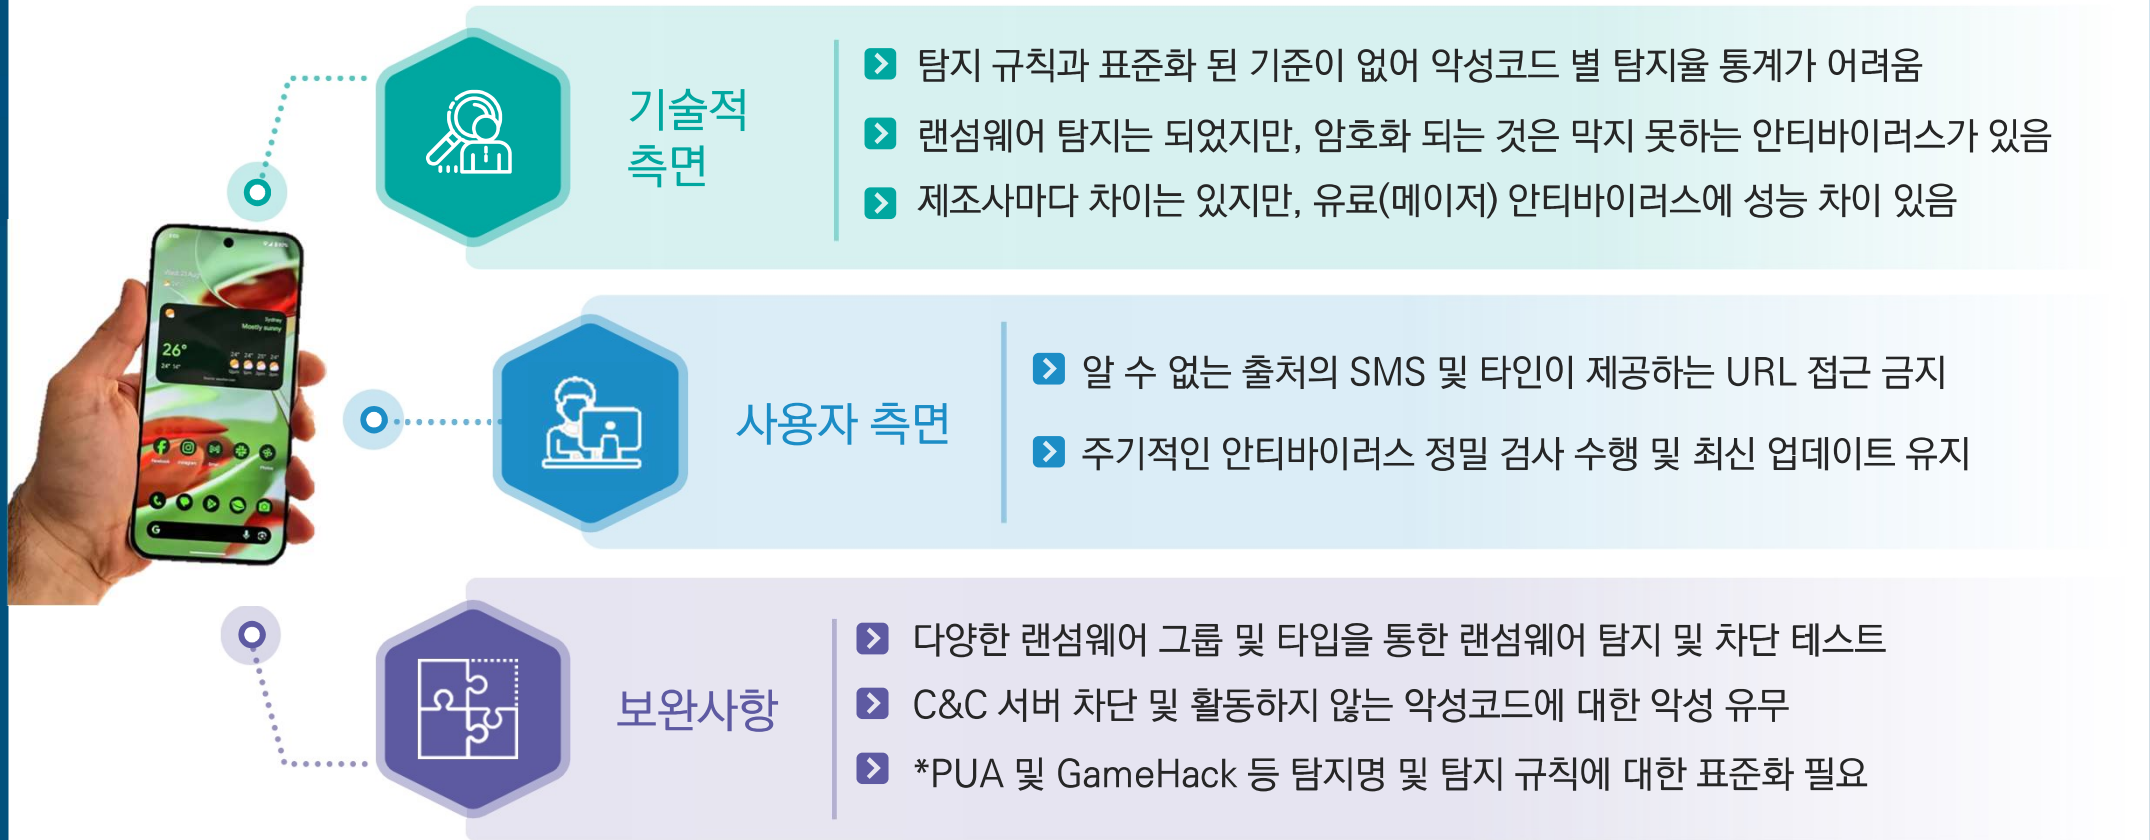 기술적
측면
탐지 규칙과 표준화 된 기준이 없어 악성코드 별 탐지율 통계가 어려움
랜섬웨어 탐지는 되었지만, 암호화 되는 것은 막지 못하는 안티바이러스가 있음
제조사마다 차이는 있지만, 유료(메이저) 안티바이러스에 성능 차이 있음
Sydney
Mostly sunny
26°
24° 24° 25° 24°
24° 14°
사용자 측면
알 수 없는 출처의 SMS 및 타인이 제공하는 URL 접근 금지
주기적인 안티바이러스 정밀 검사 수행 및 최신 업데이트 유지
보완사항
다양한 랜섬웨어 그룹 및 타입을 통한 랜섬웨어 탐지 및 차단 테스트
C&C 서버 차단 및 활동하지 않는 악성코드에 대한 악성 유무
*PUA 및 GameHack 등 탐지명 및 탐지 규칙에 대한 표준화 필요